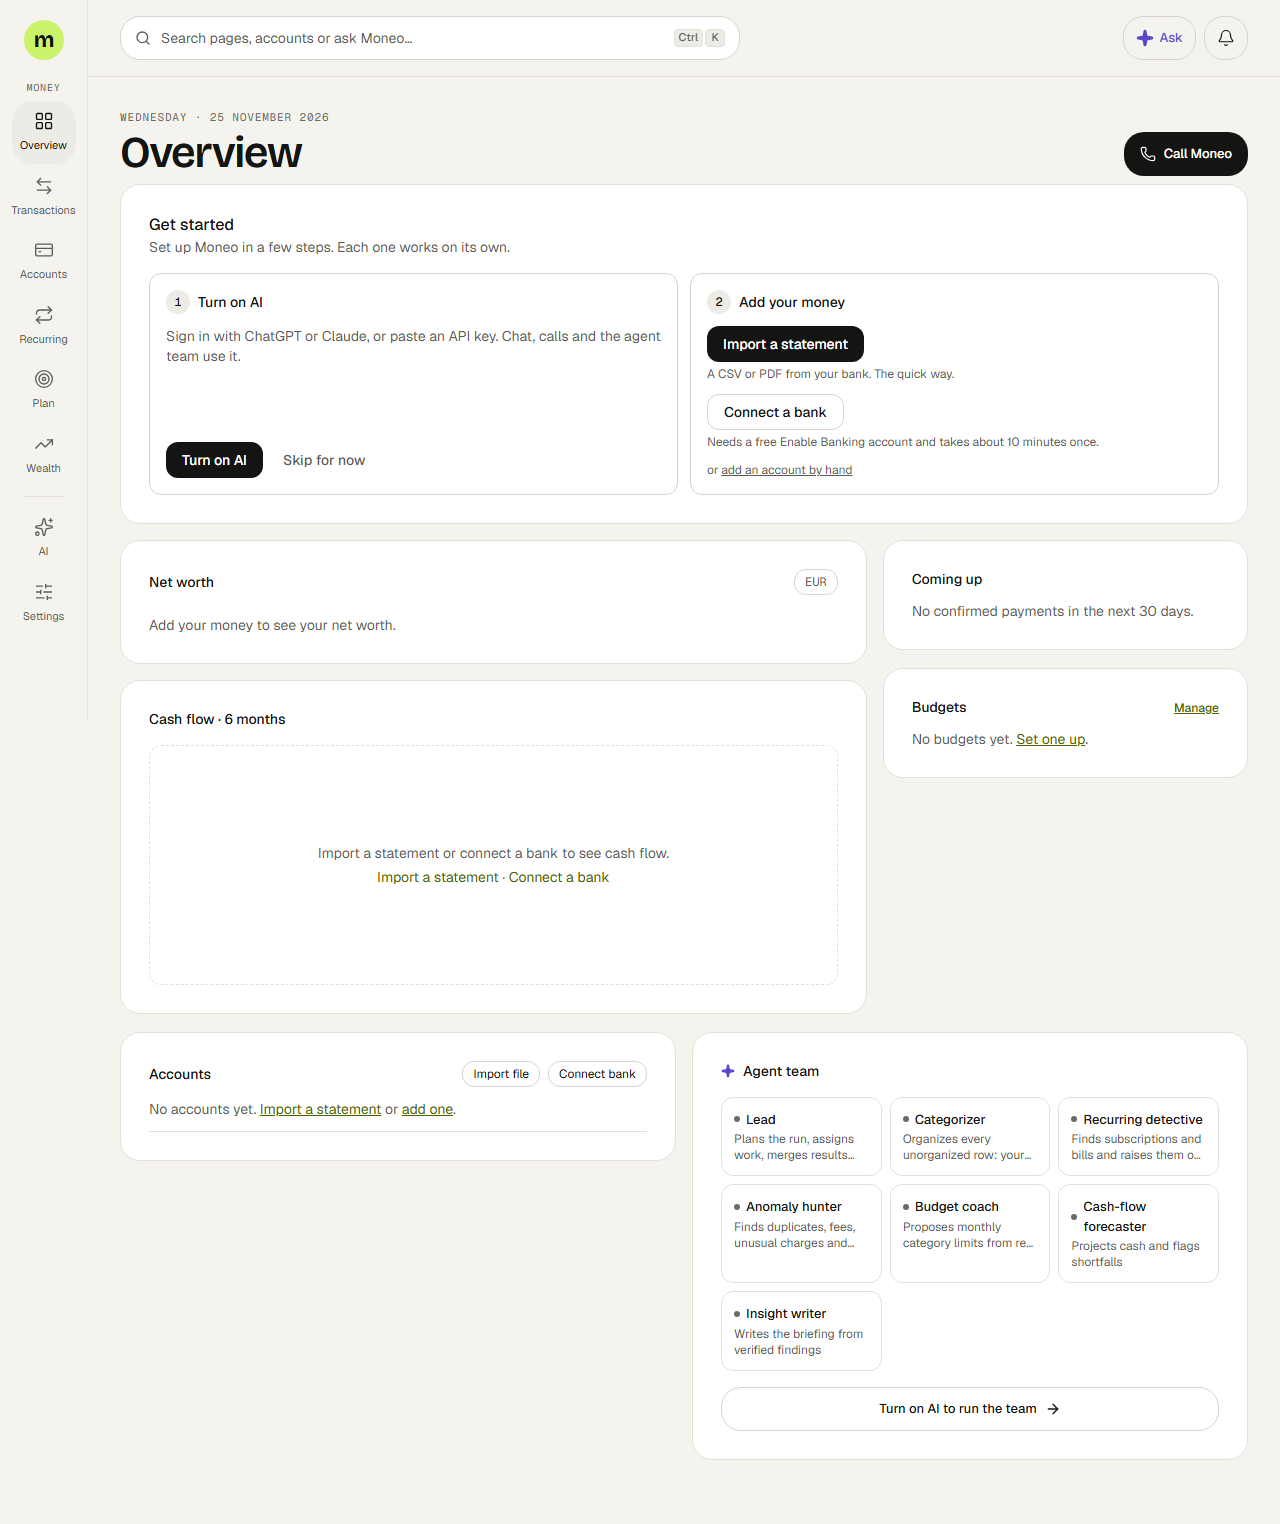 m
Search pages, accounts or ask Moneo...
Ctrl K
Ask
MONEY
Overview
Transactions
Accounts
Recurring
Plan
Wealth
AI
Settings
WEDNESDAY · 25 NOVEMBER 2026
Overview
Call Moneo
Get started
Set up Moneo in a few steps. Each one works on its own.
1 Turn on AI
Sign in with ChatGPT or Claude, or paste an API key. Chat, calls and the agent
team use it.
Turn on AI
Skip for now
2 Add your money
Import a statement
A CSV or PDF from your bank. The quick way.
Connect a bank
Needs a free Enable Banking account and takes about 10 minutes once.
or add an account by hand
Net worth
EUR
Add your money to see your net worth.
Coming up
No confirmed payments in the next 30 days.
Cash flow · 6 months
Import a statement or connect a bank to see cash flow.
Import a statement · Connect a bank
Budgets
Manage
No budgets yet. Set one up.
Accounts
Import file
Connect bank
No accounts yet. Import a statement or add one.
Agent team
Lead
Plans the run, assigns
work, merges results...
Categorizer
Organizes every
unorganized row: your...
Recurring detective
Finds subscriptions and
bills and raises them o...
Anomaly hunter
Finds duplicates, fees,
unusual charges and...
Budget coach
Proposes monthly
category limits from re...
Cash-flow
forecaster
Projects cash and flags
shortfalls
Insight writer
Writes the briefing from
verified findings
Turn on AI to run the team →